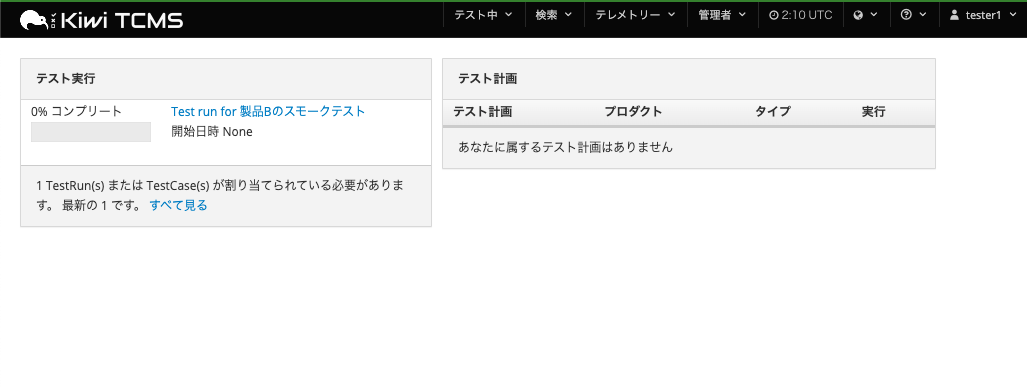 Kiwi TCMS テスト中 検索 テレメトリー 管理者 2:10 UTC tester1
テスト実行
0% コンプリート
Test run for 製品Bのスモークテスト
開始日時 None
1 TestRun(s) または TestCase(s) が割り当てられている必要がありま
す。 最新の 1 です。 すべて見る
テスト計画
テスト計画 プロダクト タイプ 実行
あなたに属するテスト計画はありません